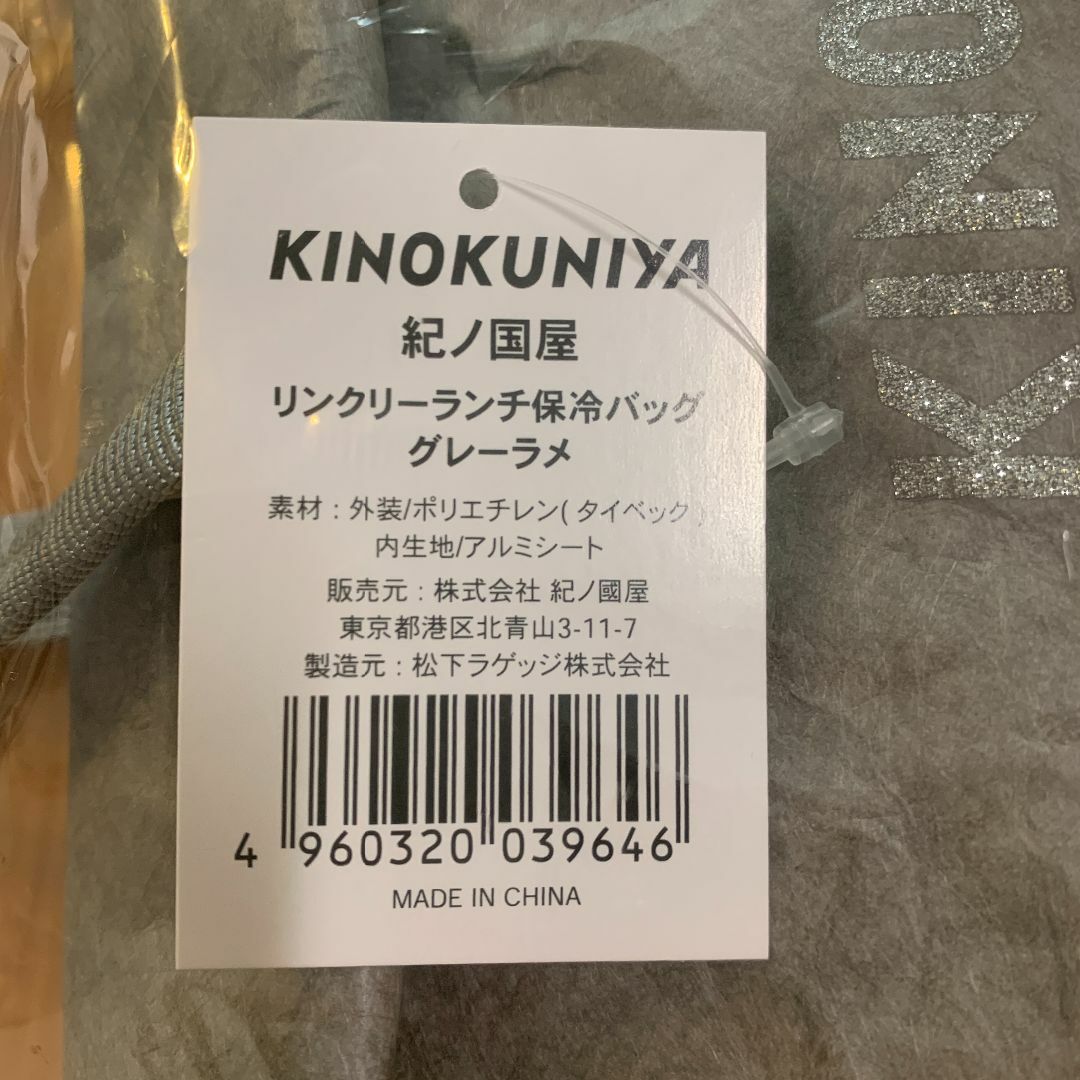 KINOKUNIYA
紀ノ国屋
リンクリーランチ保冷バッグ
グレーラメ
素材 : 外装/ポリエチレン( タイベック )
内生地/アルミシート
販売元 : 株式会社 紀ノ國屋
東京都港区北青山3-11-7
製造元 : 松下ラゲッジ株式会社
4 960320 039646
MADE IN CHINA
KINO